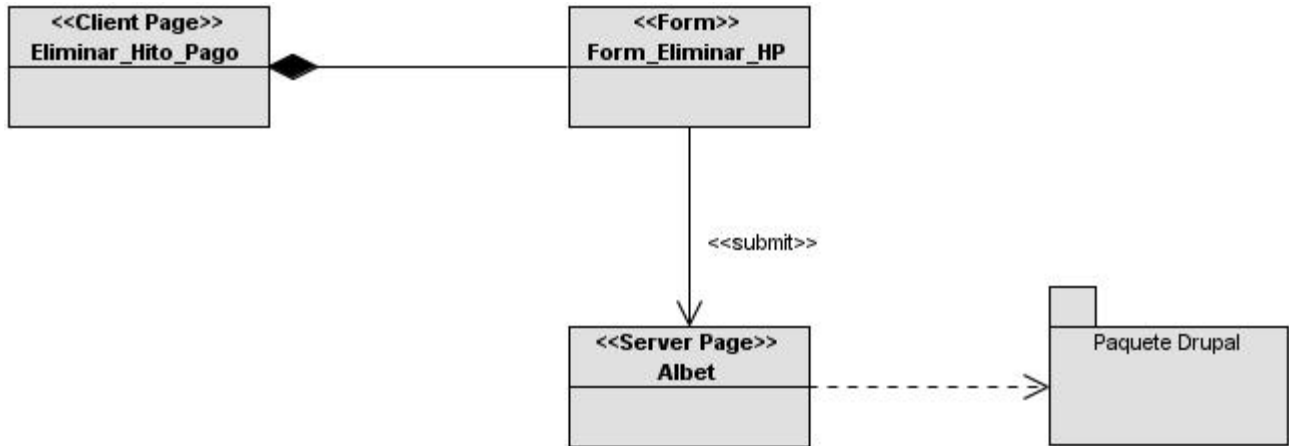 <<Client Page>>
Eliminar_Hito_Pago
<<Form>>
Form_Eliminar_HP
<<submit>>
<<Server Page>>
Albet
Paquete Drupal